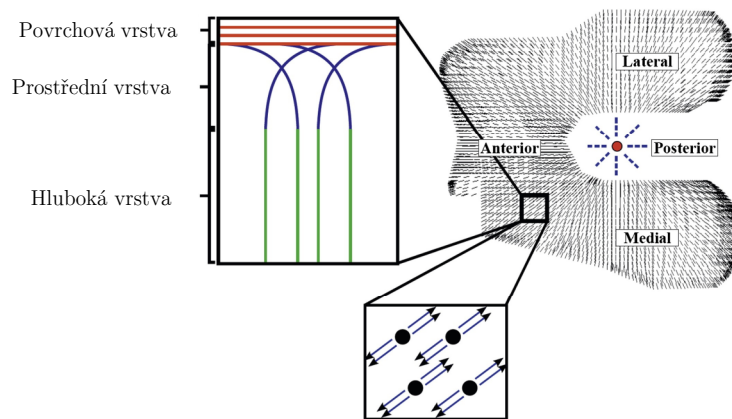 Povrchová vrstva
Prostřední vrstva
Hluboká vrstva
Lateral
Anterior
Posterior
Medial